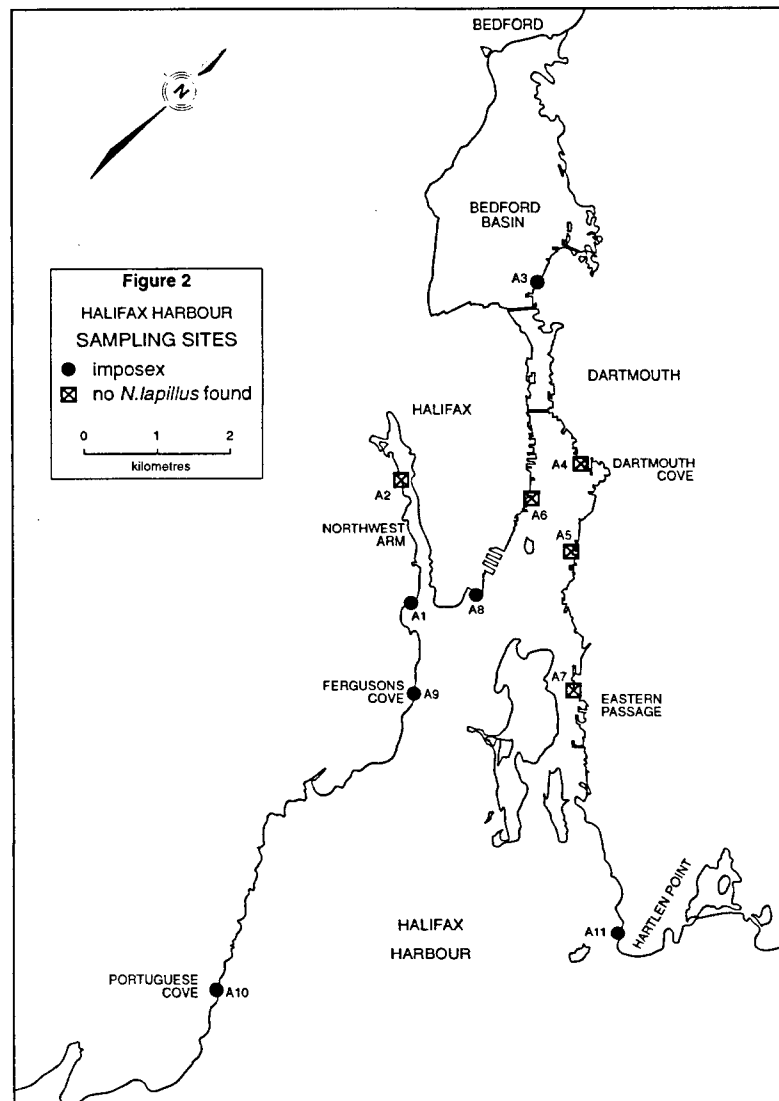 BEDFORD
N
BEDFORD
BASIN
A3
Figure 2
HALIFAX HARBOUR
SAMPLING SITES
imposex
no N.lapillus found
0 1 2
kilometres
DARTMOUTH
HALIFAX
A4
DARTMOUTH
COVE
A2
A6
NORTHWEST
ARM
A5
A1
A8
FERGUSONS
COVE
A9
A7
EASTERN
PASSAGE
HARTLEN POINT
HALIFAX
HARBOUR
A11
PORTUGUESE
COVE
A10